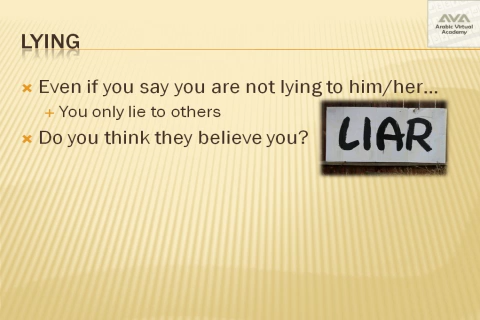 AVA
Arabic Virtual
Academy
LYING
Even if you say you are not lying to him/her…
You only lie to others
Do you think they believe you?
LIAR